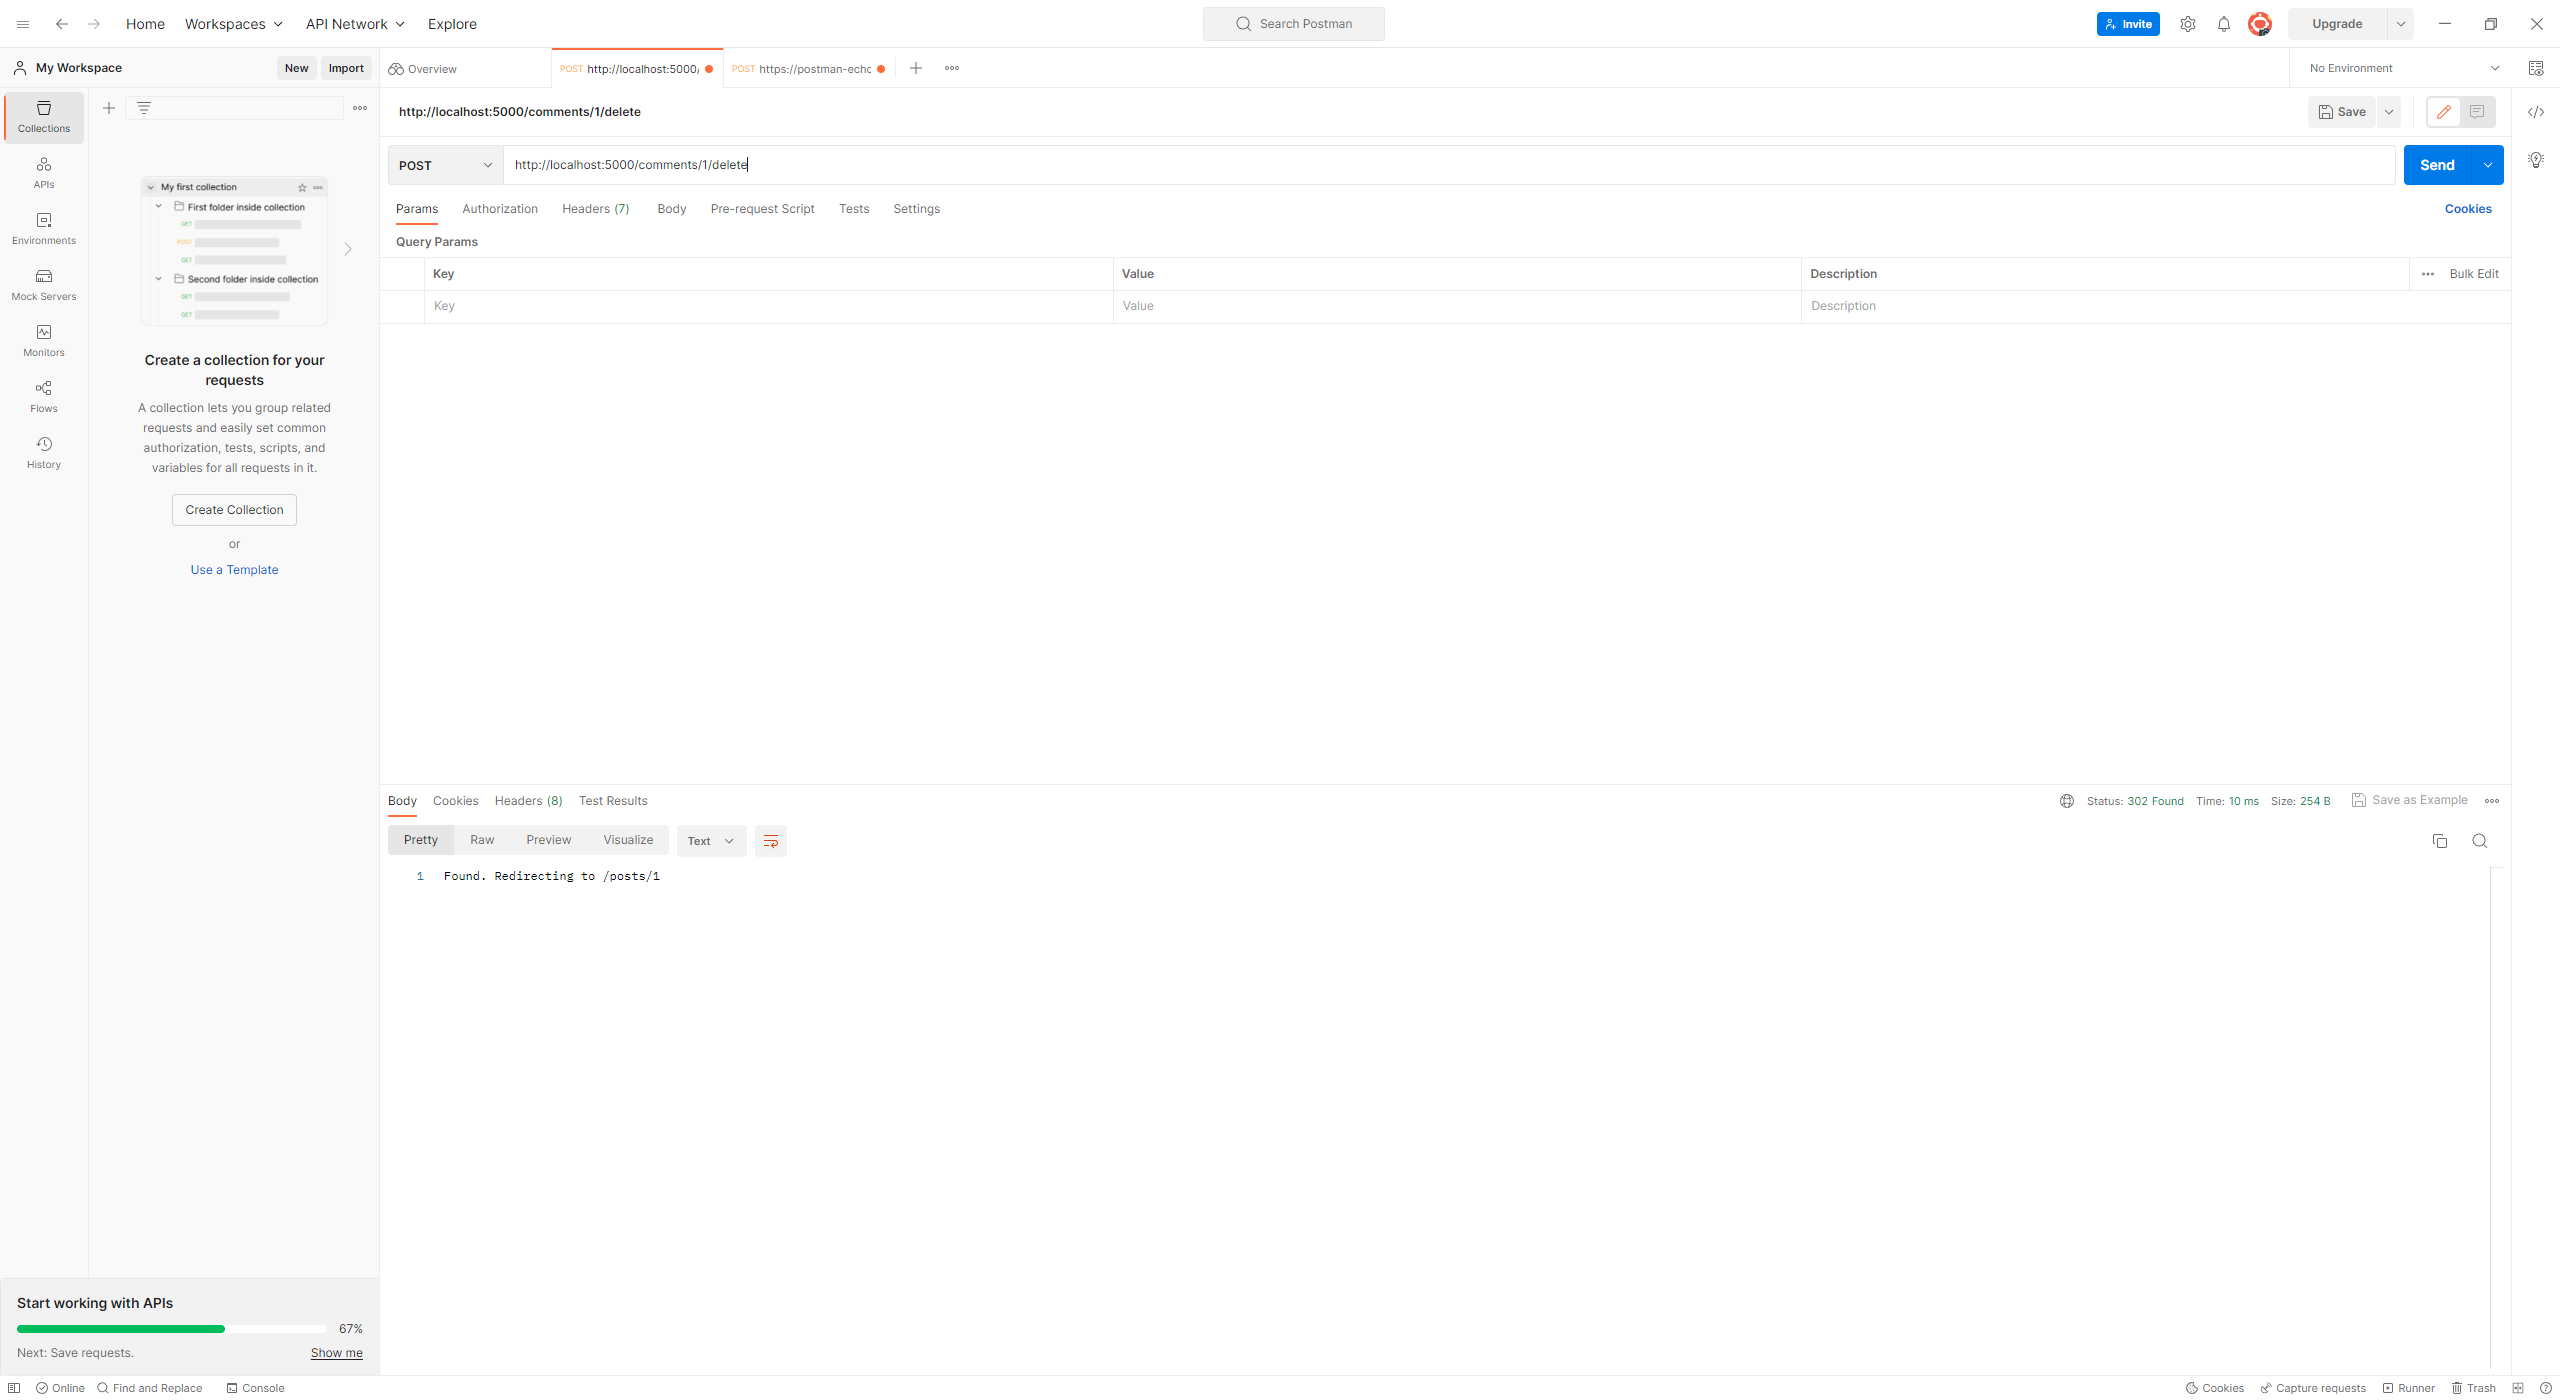 Home Workspaces API Network Explore Search Postman Invite Upgrade
My Workspace New Import Overview POST http://localhost:5000/ POST https://postman-echo No Environment
Collections
APIs
Environments
Mock Servers
Monitors
Flows
History
My first collection
First folder inside collection
GET
POST
GET
Second folder inside collection
GET
GET
Create a collection for your
requests
A collection lets you group related
requests and easily set common
authorization, tests, scripts, and
variables for all requests in it.
Create Collection
or
Use a Template
Start working with APIs
67%
Next: Save requests. Show me
http://localhost:5000/comments/1/delete Save
POST http://localhost:5000/comments/1/delete Send
Params Authorization Headers (7) Body Pre-request Script Tests Settings Cookies
Query Params
Key Value Description Bulk Edit
Key Value Description
Body Cookies Headers (8) Test Results Status: 302 Found Time: 10 ms Size: 254 B Save as Example
Pretty Raw Preview Visualize Text
1 Found. Redirecting to /posts/1
Online Find and Replace Console Cookies Capture requests Runner Trash